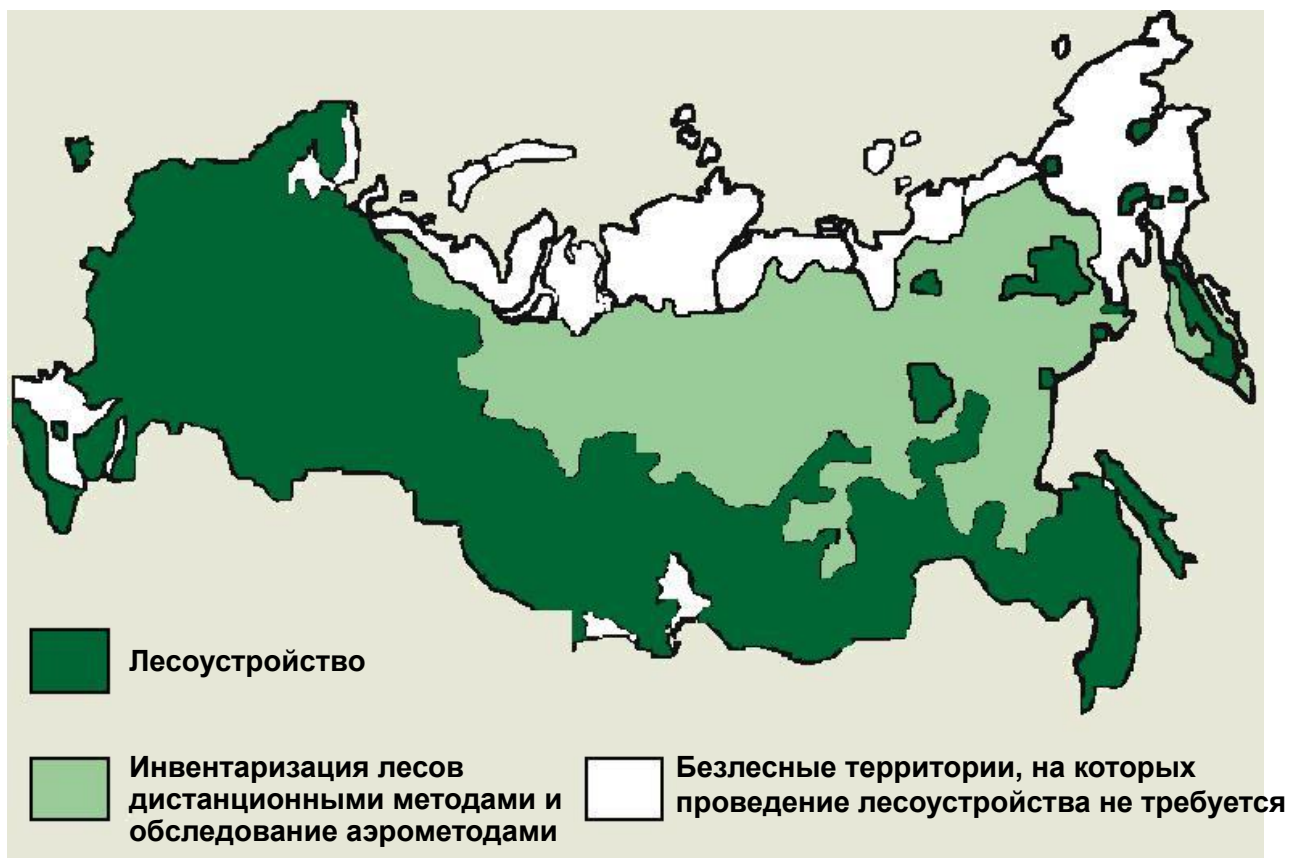 Лесоустройство
Инвентаризация лесов
дистанционными методами и
обследование аэрометодами
Безлесные территории, на которых
проведение лесоустройства не требуется